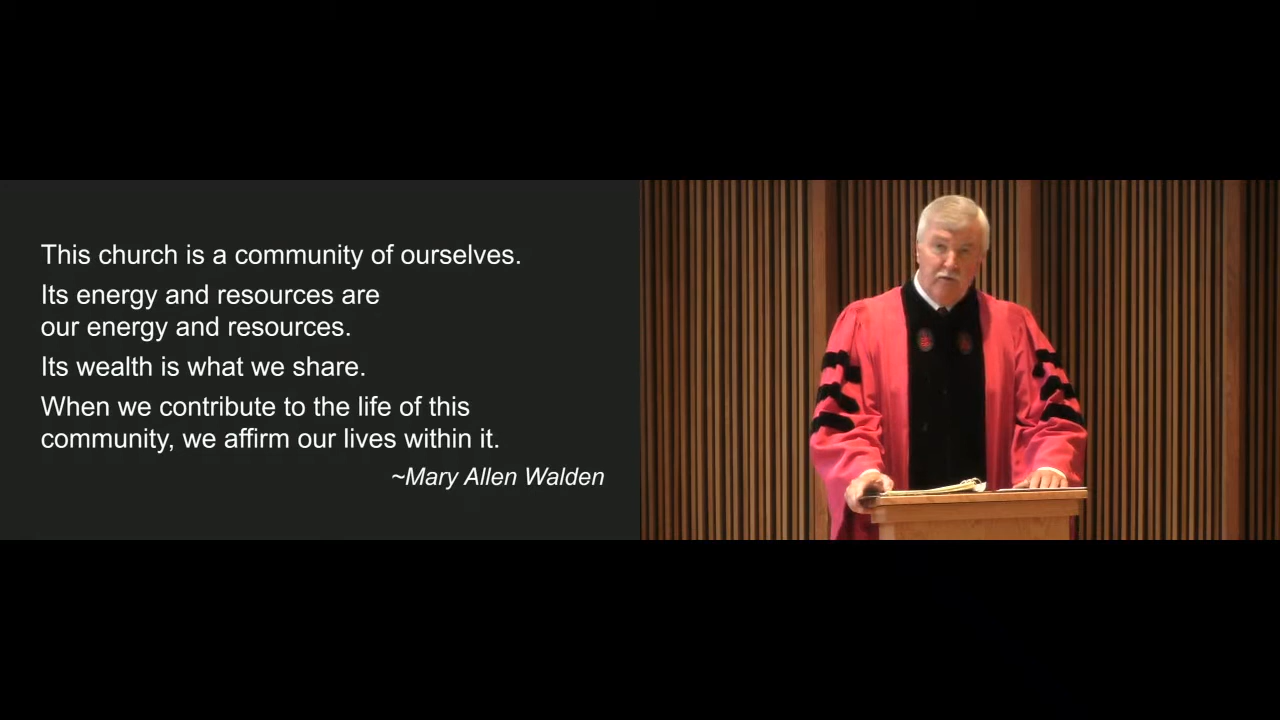 This church is a community of ourselves.
Its energy and resources are
our energy and resources.
Its wealth is what we share.
When we contribute to the life of this
community, we affirm our lives within it.
~Mary Allen Walden